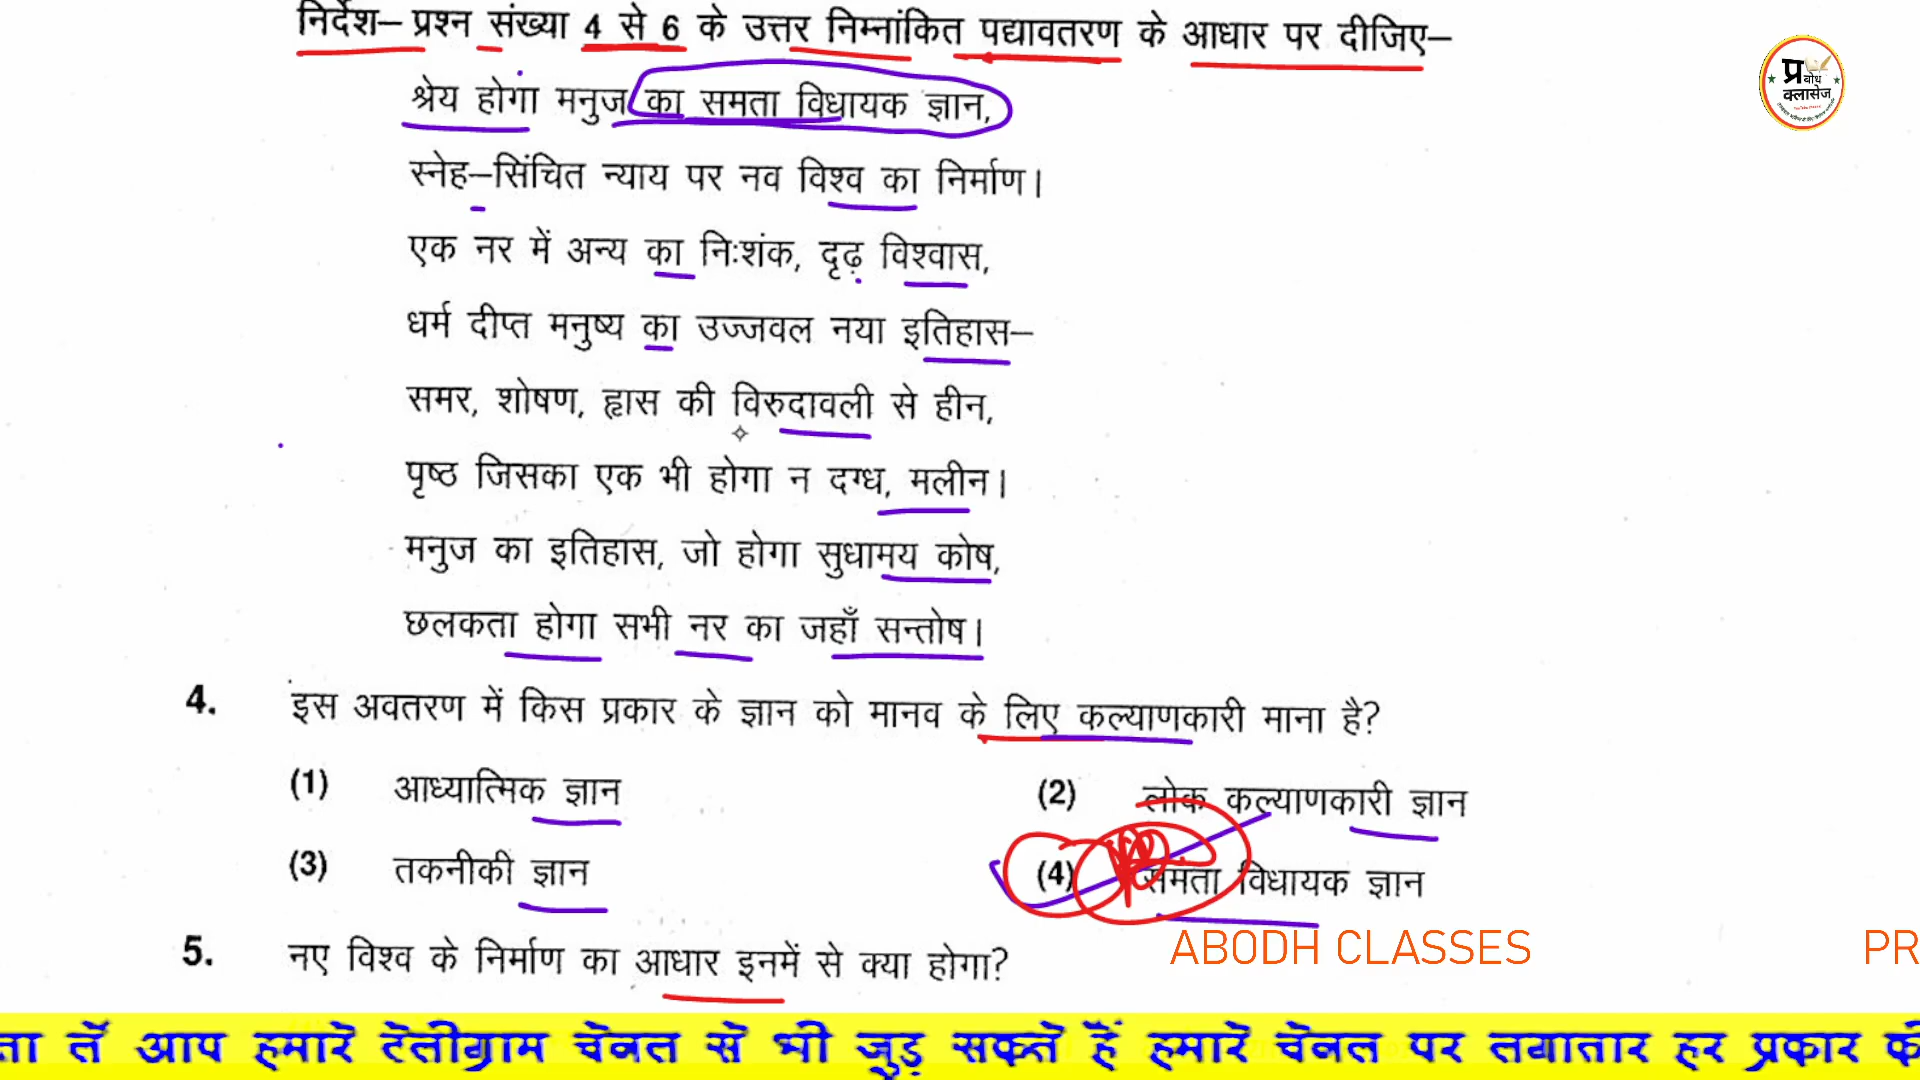 निर्देश– प्रश्न संख्या 4 से 6 के उत्तर निम्नांकित पद्यावतरण के आधार पर दीजिए–
श्रेय होगा मनुज का समता विधायक ज्ञान,
स्नेह–सिंचित न्याय पर नव विश्व का निर्माण।
एक नर में अन्य का निःशंक, दृढ़ विश्वास,
धर्म दीप्त मनुष्य का उज्जवल नया इतिहास–
समर, शोषण, ह्रास की विरुदावली से हीन,
पृष्ठ जिसका एक भी होगा न दग्ध, मलीन।
मनुज का इतिहास, जो होगा सुधामय कोष,
छलकता होगा सभी नर का जहाँ सन्तोष।
4. इस अवतरण में किस प्रकार के ज्ञान को मानव के लिए कल्याणकारी माना है?
(1) आध्यात्मिक ज्ञान (2) लोक कल्याणकारी ज्ञान
(3) तकनीकी ज्ञान (4) समता विधायक ज्ञान
5. नए विश्व के निर्माण का आधार इनमें से क्या होगा?
प्रबोध क्लासेज
ABODH CLASSES PR
ता तें आप हमारे टेलीग्राम चेनल से भी जुड़ सकते हैं हमारे चेनल पर लगातार हर प्रकार की